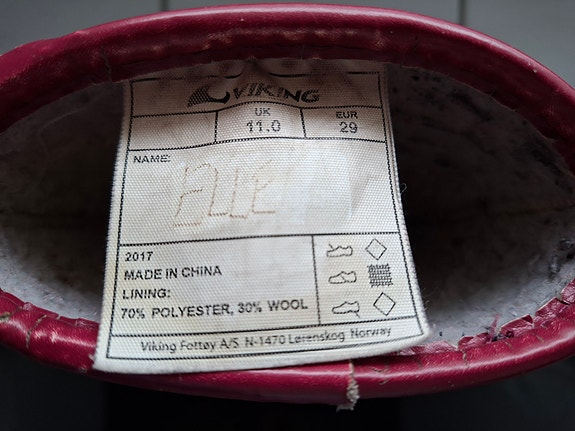 VIKING
UK EUR
11.0 29
NAME:
ELLE
2017
MADE IN CHINA
LINING:
70% POLYESTER, 30% WOOL
Viking Fottøy A/S. N-1470 Lørenskog Norway